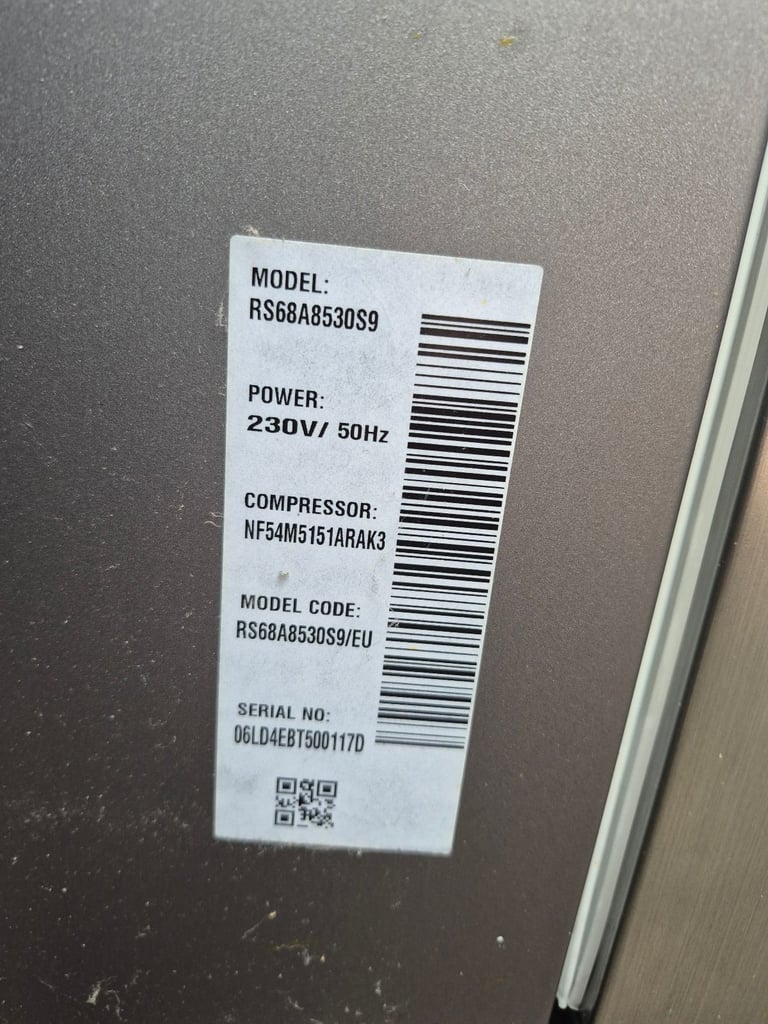 MODEL:
RS68A8530S9
POWER:
230V/ 50Hz
COMPRESSOR:
NF54M5151ARAK3
MODEL CODE:
RS68A8530S9/EU
SERIAL NO:
06LD4EBT500117D